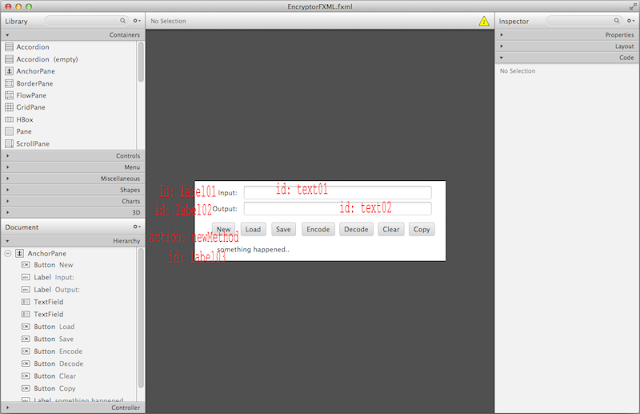 EncryptorFXML.fxml
Library
No Selection
Inspector
Containers
Properties
Accordion
Layout
Accordion (empty)
Code
AnchorPane
No Selection
BorderPane
FlowPane
GridPane
HBox
Pane
ScrollPane
Controls
Menu
Miscellaneous
Shapes
Charts
3D
Document
Hierarchy
AnchorPane
Button New
Label Input:
Label Output:
TextField
TextField
Button Load
Button Save
Button Encode
Button Decode
Button Clear
Button Copy
Label something happened..
Controller
id: label01 Input: id: text01
id: label02 Output: id: text02
New Load Save Encode Decode Clear Copy
action: newMethod
something happened..
id: label03